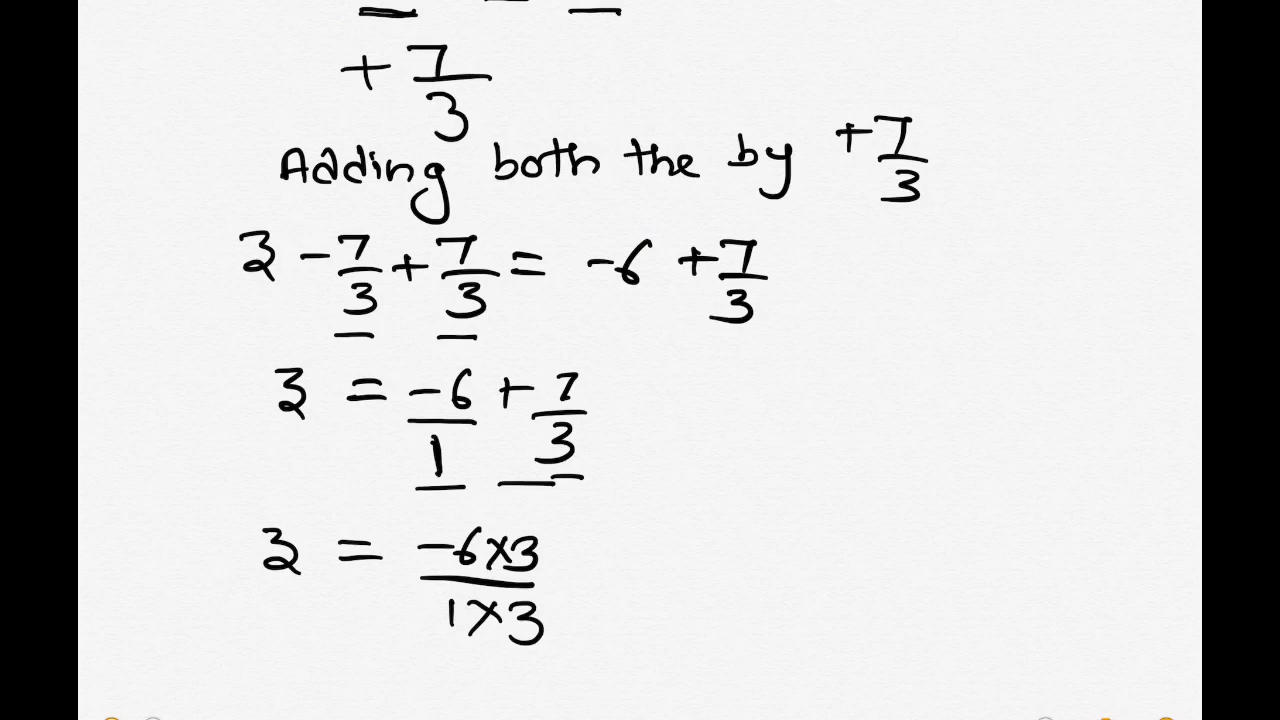 + 7/3
Adding both the by + 7/3
z - 7/3 + 7/3 = -6 + 7/3
z = -6/1 + 7/3
z = -6×3/1×3